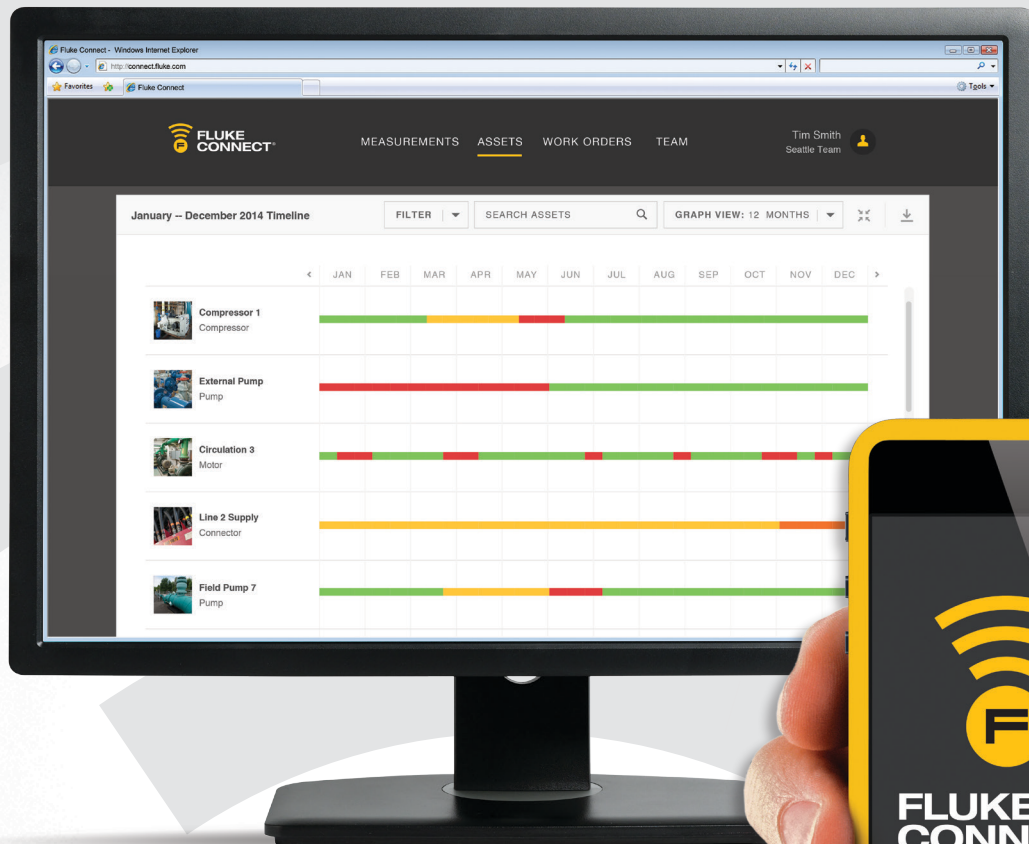 Fluke Connect - Windows Internet Explorer
http://connect.fluke.com
Favorites
Fluke Connect
Tools
FLUKE
CONNECT
MEASUREMENTS ASSETS WORK ORDERS TEAM
Tim Smith
Seattle Team
January -- December 2014 Timeline
FILTER
SEARCH ASSETS
GRAPH VIEW: 12 MONTHS
JAN FEB MAR APR MAY JUN JUL AUG SEP OCT NOV DEC
Compressor 1
Compressor
External Pump
Pump
Circulation 3
Motor
Line 2 Supply
Connector
Field Pump 7
Pump
F
FLUKE
CONN